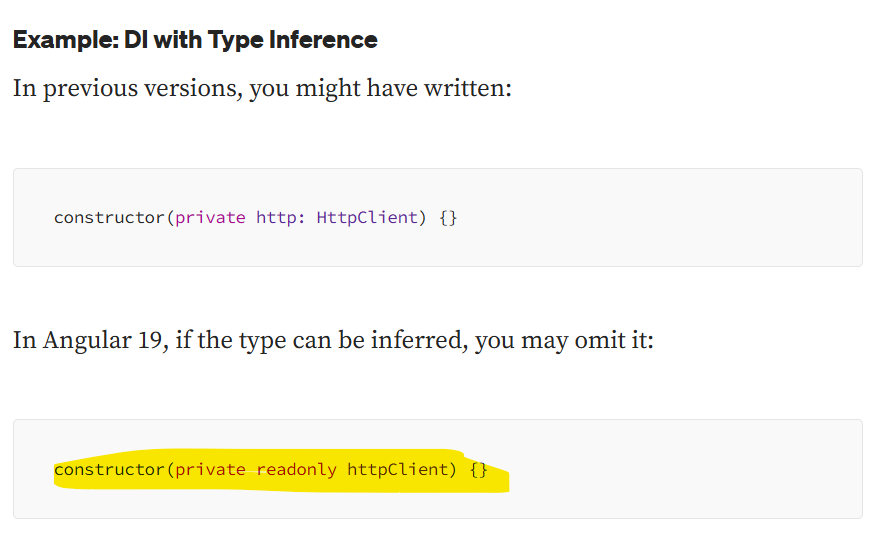 Example: DI with Type Inference
In previous versions, you might have written:
constructor(private http: HttpClient) {}
In Angular 19, if the type can be inferred, you may omit it:
constructor(private readonly httpClient) {}